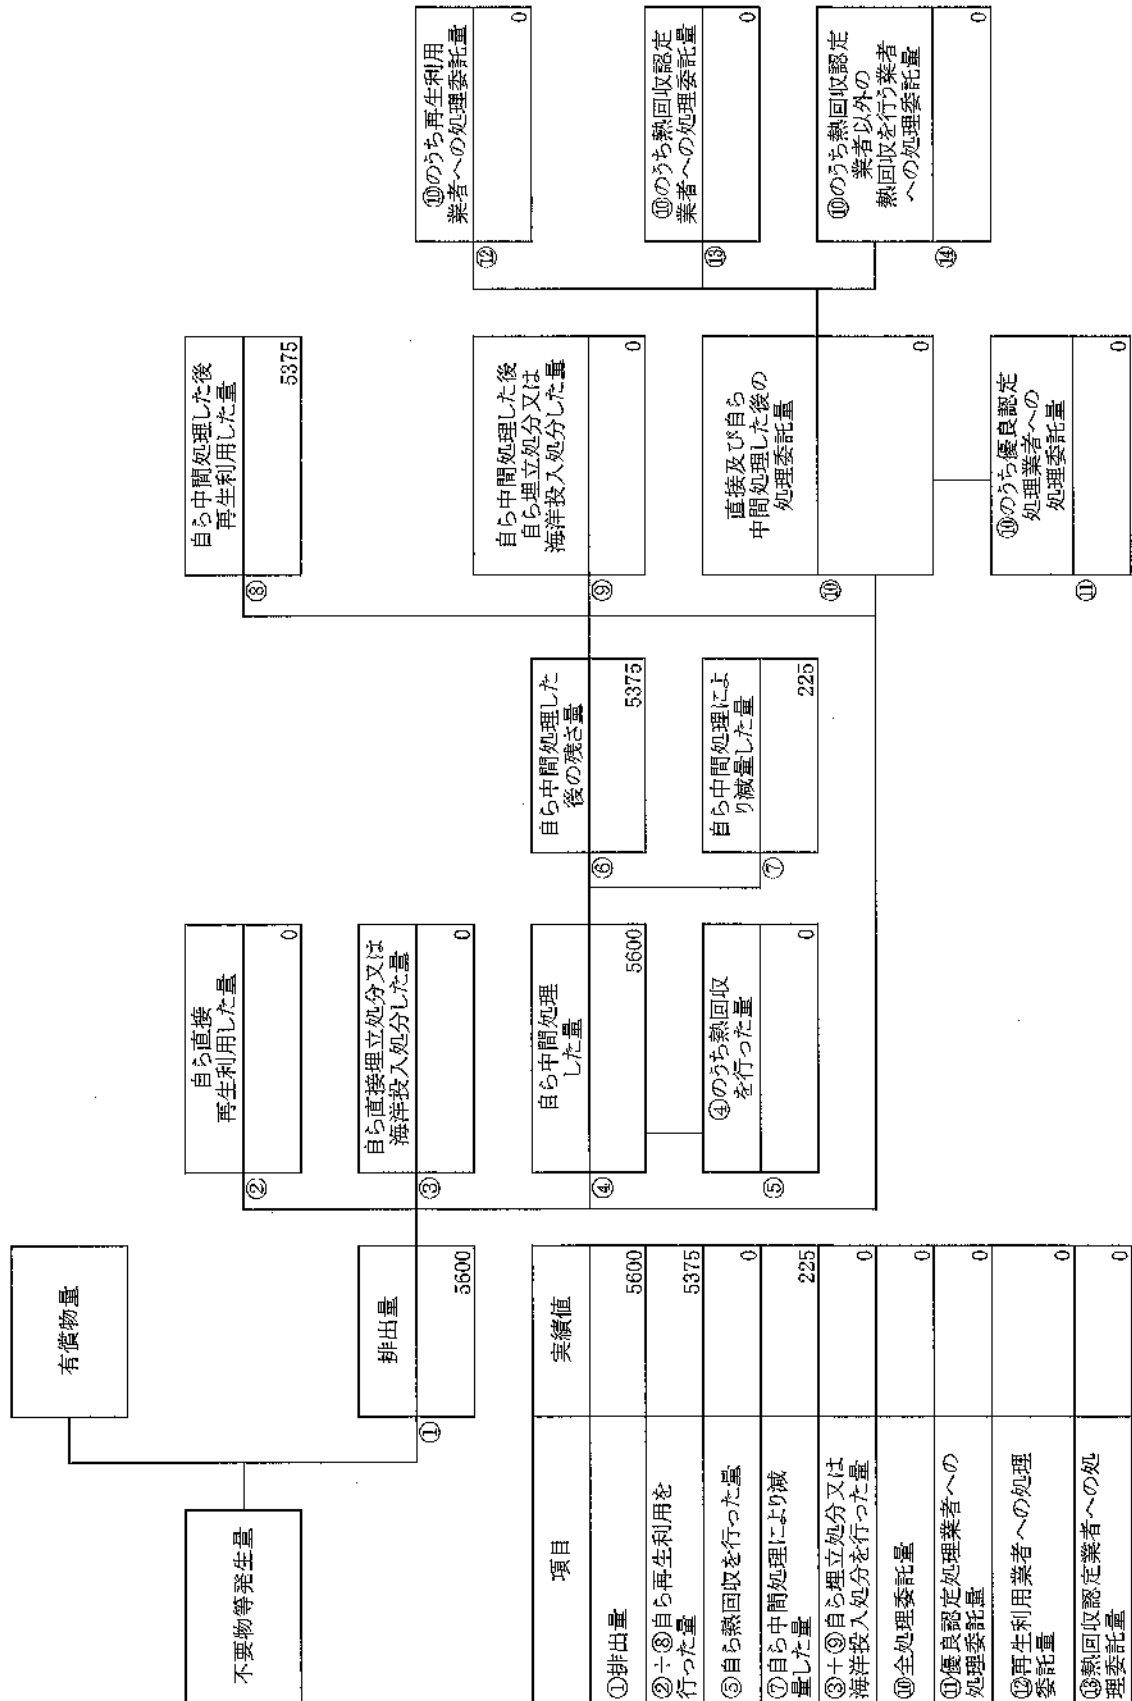 不要物等発生量
有償物量
排出量
①
5600
②
自ら直接
再生利用した量
0
③
自ら直接埋立処分又は
海洋投入処分した量
0
④
自ら中間処理
した量
5600
⑤
④のうち熱回収
を行った量
0
⑥
自ら中間処理した
後の残さ量
5375
⑦
自ら中間処理によ
り減量した量
225
⑧
自ら中間処理した後
再生利用した量
5375
⑨
自ら中間処理した後
自ら埋立処分又は
海洋投入処分した量
0
⑩
直接及び自ら
中間処理した後の
処理委託量
0
⑪
⑩のうち優良認定
処理業者への
処理委託量
0
⑫
⑩のうち再生利用
業者への処理委託量
0
⑬
⑩のうち熱回収認定
業者への処理委託量
0
⑭
⑩のうち熱回収認定
業者以外の
熱回収を行う業者
への処理委託量
0
項目 実績値
①排出量 5600
②+⑧自ら再生利用を
行った量 5375
⑤自ら熱回収を行った量 0
⑦自ら中間処理により減
量した量 225
③+⑨自ら埋立処分又は
海洋投入処分を行った量 0
⑩全処理委託量 0
⑪優良認定処理業者への
処理委託量 0
⑫再生利用業者への処理
委託量 0
⑬熱回収認定業者への処
理委託量 0